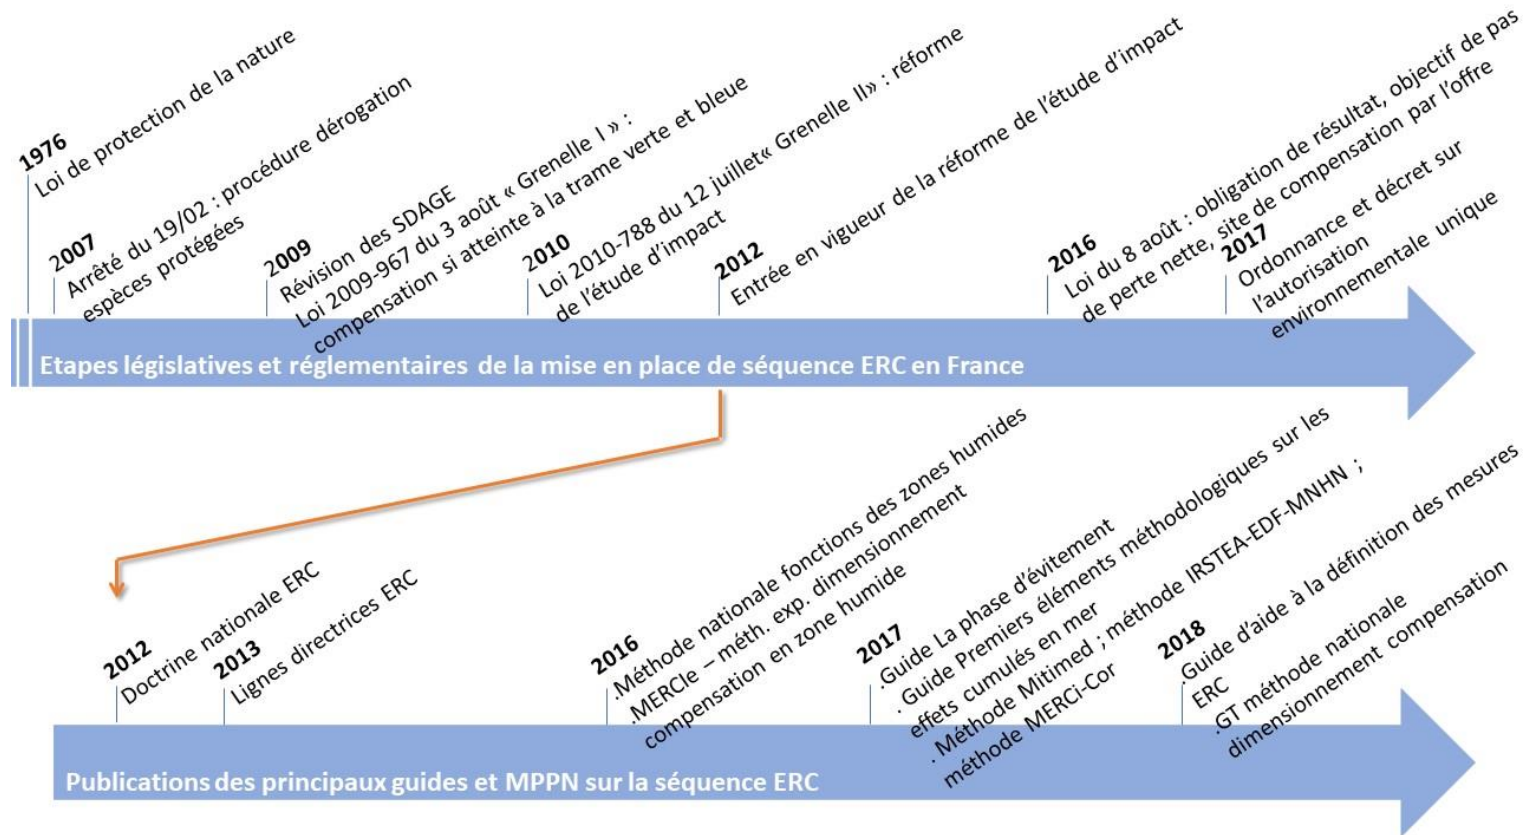 1976
Loi de protection de la nature
2007
Arrêté du 19/02 : procédure dérogation
espèces protégées
2009
Révision des SDAGE
Loi 2009-967 du 3 août « Grenelle I » :
compensation si atteinte à la trame verte et bleue
2010
Loi 2010-788 du 12 juillet« Grenelle II» : réforme
de l'étude d'impact
2012
Entrée en vigueur de la réforme de l'étude d'impact
2016
Loi du 8 août : obligation de résultat, objectif de pas
de perte nette, site de compensation par l'offre
2017
Ordonnance et décret sur
l'autorisation
environnementale unique
Etapes législatives et réglementaires de la mise en place de séquence ERC en France
2012
Doctrine nationale ERC
2013
Lignes directrices ERC
2016
.Méthode nationale fonctions des zones humides
.MERCIe – méth. exp. dimensionnement
compensation en zone humide
2017
.Guide La phase d'évitement
. Guide Premiers éléments méthodologiques sur les
effets cumulés en mer
. Méthode Mitimed ; méthode IRSTEA-EDF-MNHN ;
méthode MERCi-Cor
2018
.Guide d'aide à la définition des mesures
ERC
.GT méthode nationale
dimensionnement compensation
Publications des principaux guides et MPPN sur la séquence ERC